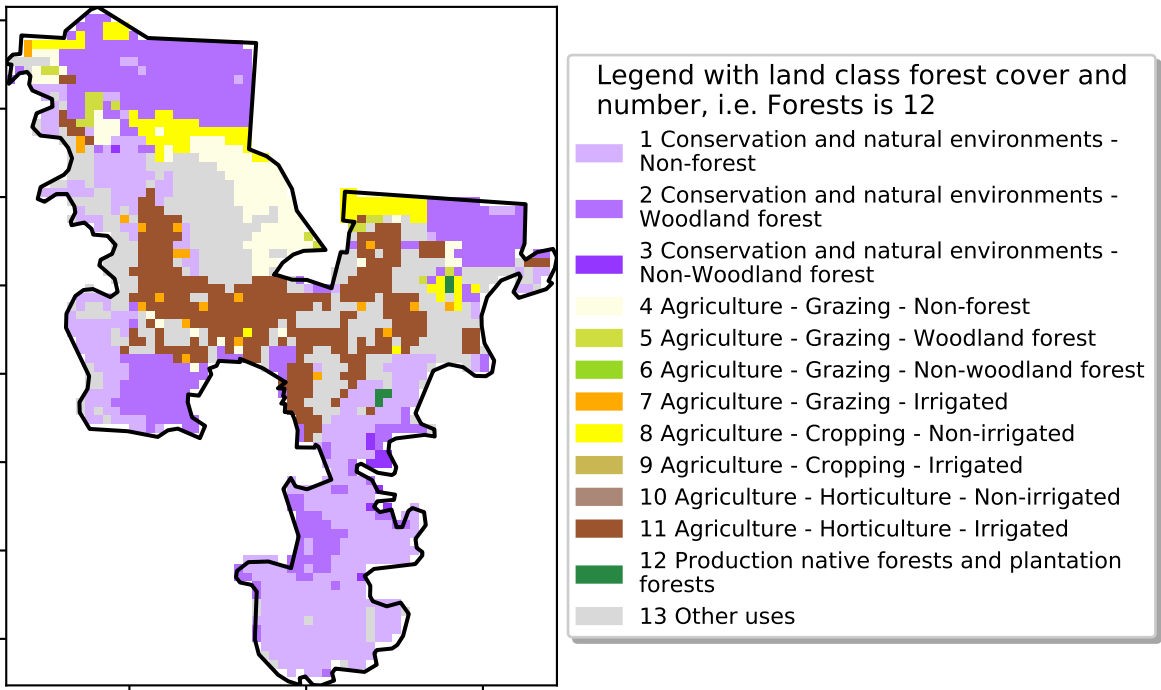 Legend with land class forest cover and
number, i.e. Forests is 12
1 Conservation and natural environments -
Non-forest
2 Conservation and natural environments -
Woodland forest
3 Conservation and natural environments -
Non-Woodland forest
4 Agriculture - Grazing - Non-forest
5 Agriculture - Grazing - Woodland forest
6 Agriculture - Grazing - Non-woodland forest
7 Agriculture - Grazing - Irrigated
8 Agriculture - Cropping - Non-irrigated
9 Agriculture - Cropping - Irrigated
10 Agriculture - Horticulture - Non-irrigated
11 Agriculture - Horticulture - Irrigated
12 Production native forests and plantation
forests
13 Other uses